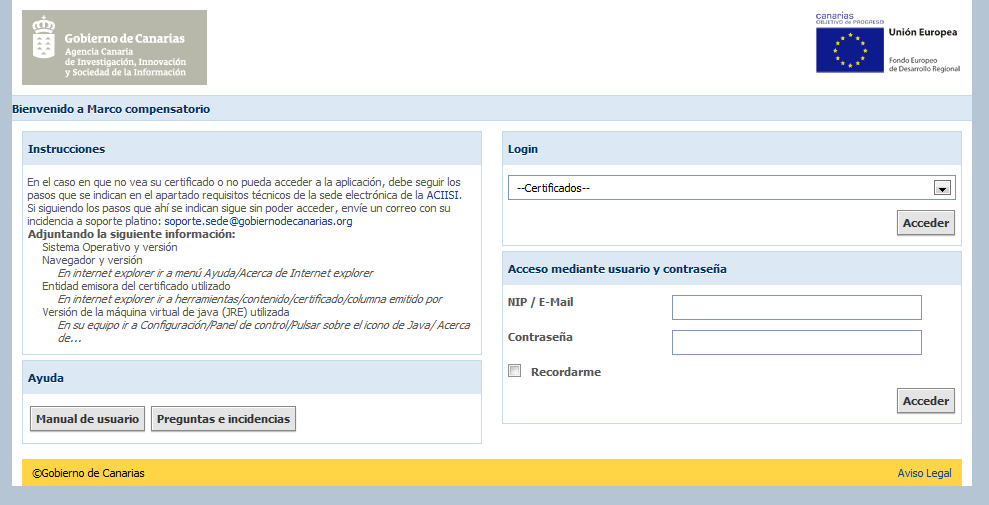 Gobierno de Canarias
Agencia Canaria
de Investigación, Innovación
y Sociedad de la Información
canarias
OBJETIVO DE PROGRESO
Unión Europea
Fondo Europeo
de Desarrollo Regional
Bienvenido a Marco compensatorio
Instrucciones
En el caso en que no vea su certificado o no pueda acceder a la aplicación, debe seguir los
pasos que se indican en el apartado requisitos técnicos de la sede electrónica de la ACIISI.
Si siguiendo los pasos que ahí se indican sigue sin poder acceder, envíe un correo con su
incidencia a soporte platino: soporte.sede@gobiernodecanarias.org
Adjuntando la siguiente información:
Sistema Operativo y versión
Navegador y versión
En internet explorer ir a menú Ayuda/Acerca de Internet explorer
Entidad emisora del certificado utilizado
En internet explorer ir a herramientas/contenido/certificado/columna emitido por
Versión de la máquina virtual de java (JRE) utilizada
En su equipo ir a Configuración/Panel de control/Pulsar sobre el icono de Java/ Acerca
de...
Ayuda
Manual de usuario
Preguntas e incidencias
Login
--Certificados--
Acceder
Acceso mediante usuario y contraseña
NIP / E-Mail
Contraseña
Recordarme
Acceder
©Gobierno de Canarias
Aviso Legal